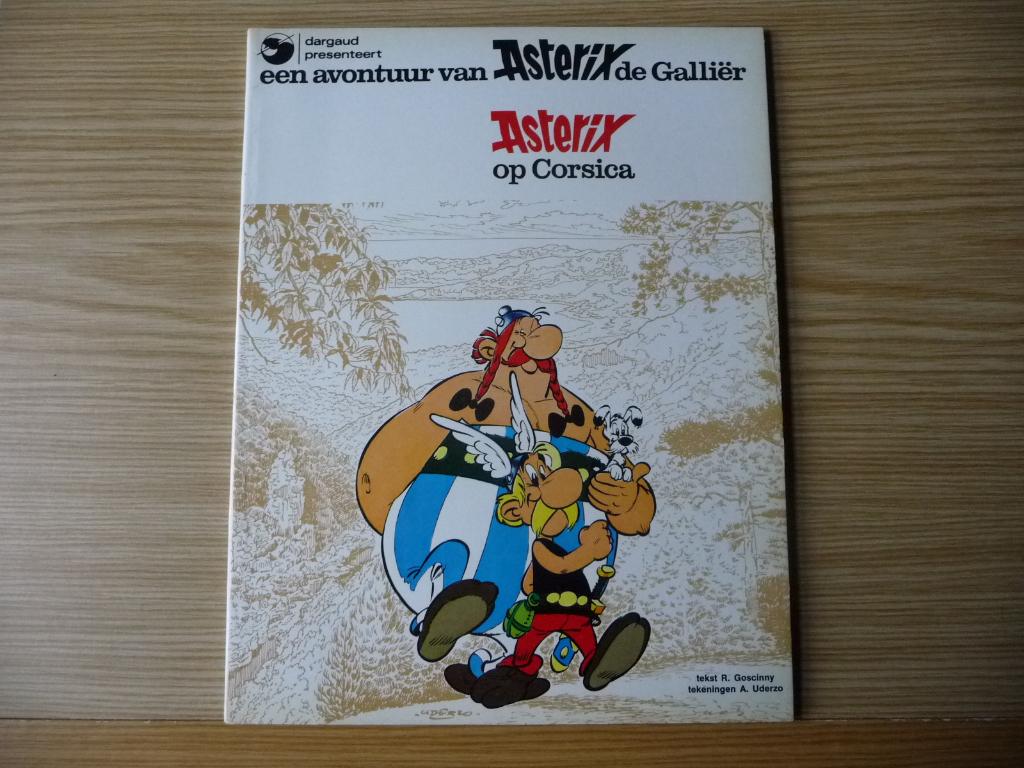 dargaud
presenteert
een avontuur van Asterix de Galliër
Asterix
op Corsica
tekst R. Goscinny
tekeningen A. Uderzo
UDERZO